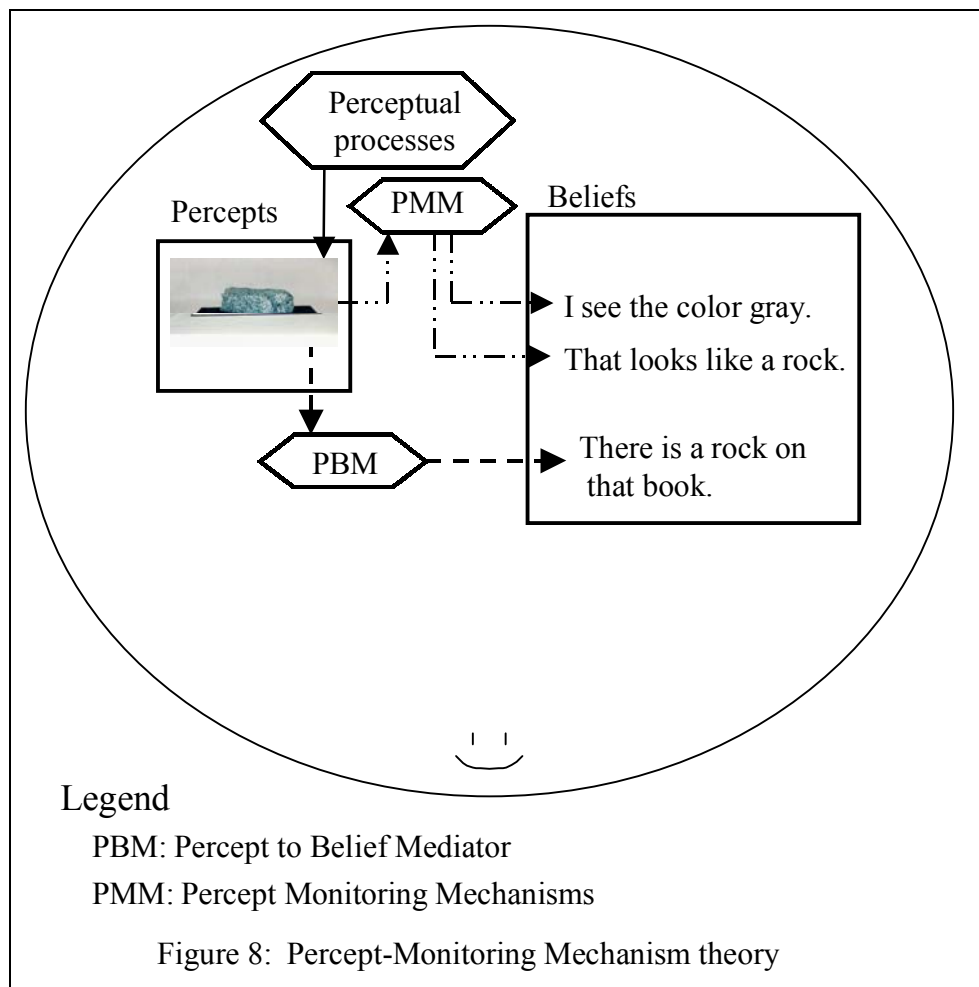 Perceptual
processes
PMM
Percepts
Beliefs
I see the color gray.
That looks like a rock.
There is a rock on
that book.
PBM
Legend
PBM: Percept to Belief Mediator
PMM: Percept Monitoring Mechanisms
Figure 8:  Percept-Monitoring Mechanism theory